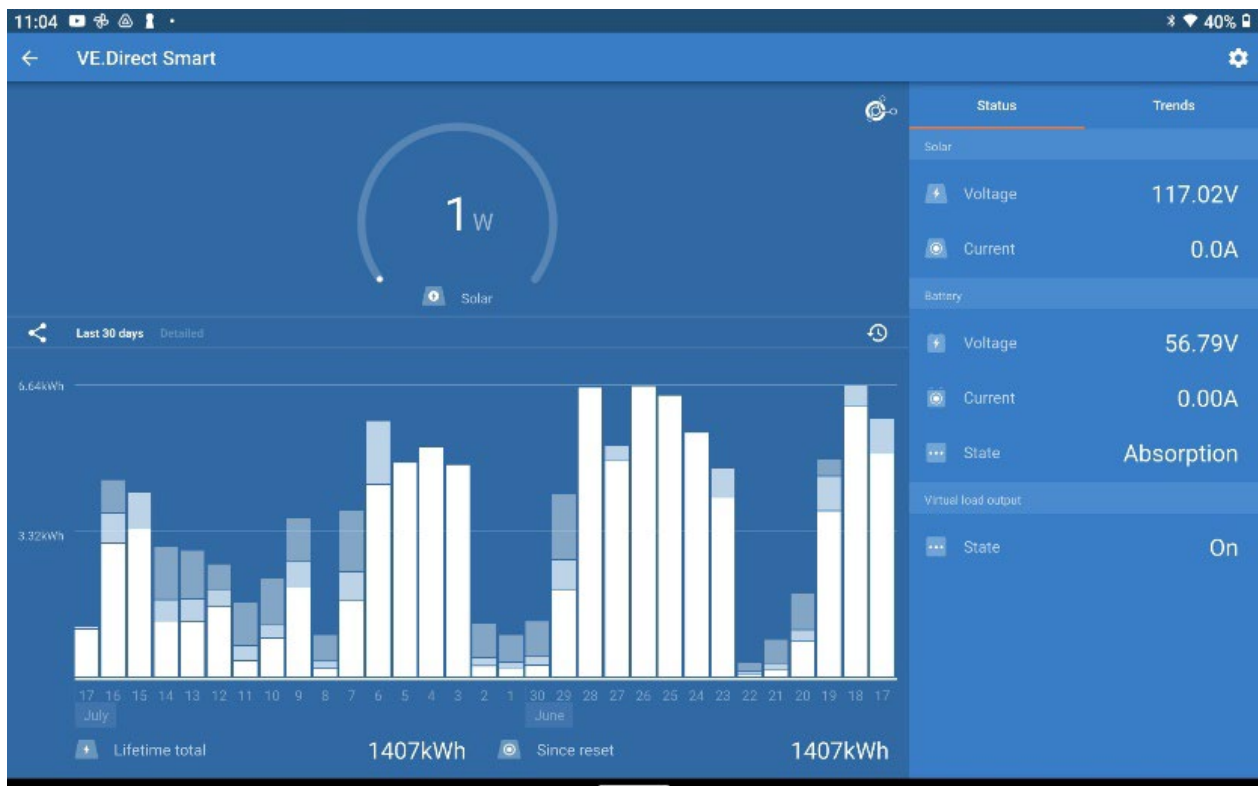 11:04
40%
VE.Direct Smart
1 W
Solar
Status Trends
Solar
Voltage 117.02V
Current 0.0A
Battery
Voltage 56.79V
Current 0.00A
State Absorption
Virtual load output
State On
Last 30 days Detailed
6.64kWh
3.32kWh
17 16 15 14 13 12 11 10 9 8 7 6 5 4 3 2 1 30 29 28 27 26 25 24 23 22 21 20 19 18 17
July June
Lifetime total 1407kWh Since reset 1407kWh